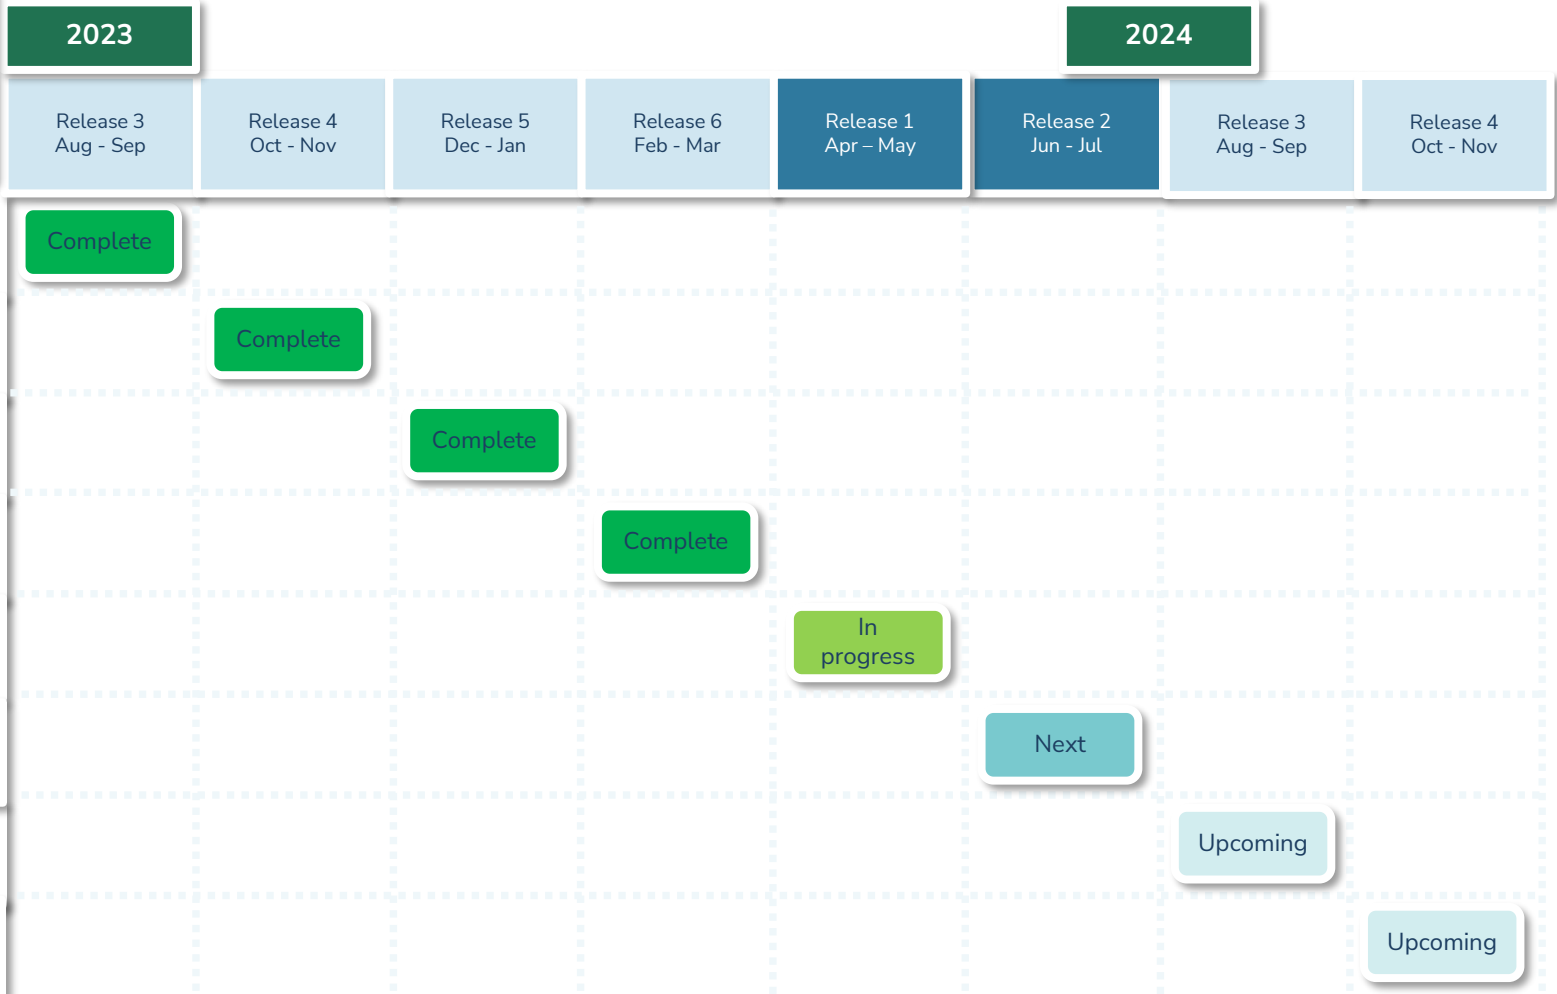 2023
2024
Release 3
Aug - Sep
Release 4
Oct - Nov
Release 5
Dec - Jan
Release 6
Feb - Mar
Release 1
Apr – May
Release 2
Jun - Jul
Release 3
Aug - Sep
Release 4
Oct - Nov
Complete
Complete
Complete
Complete
In
progress
Next
Upcoming
Upcoming